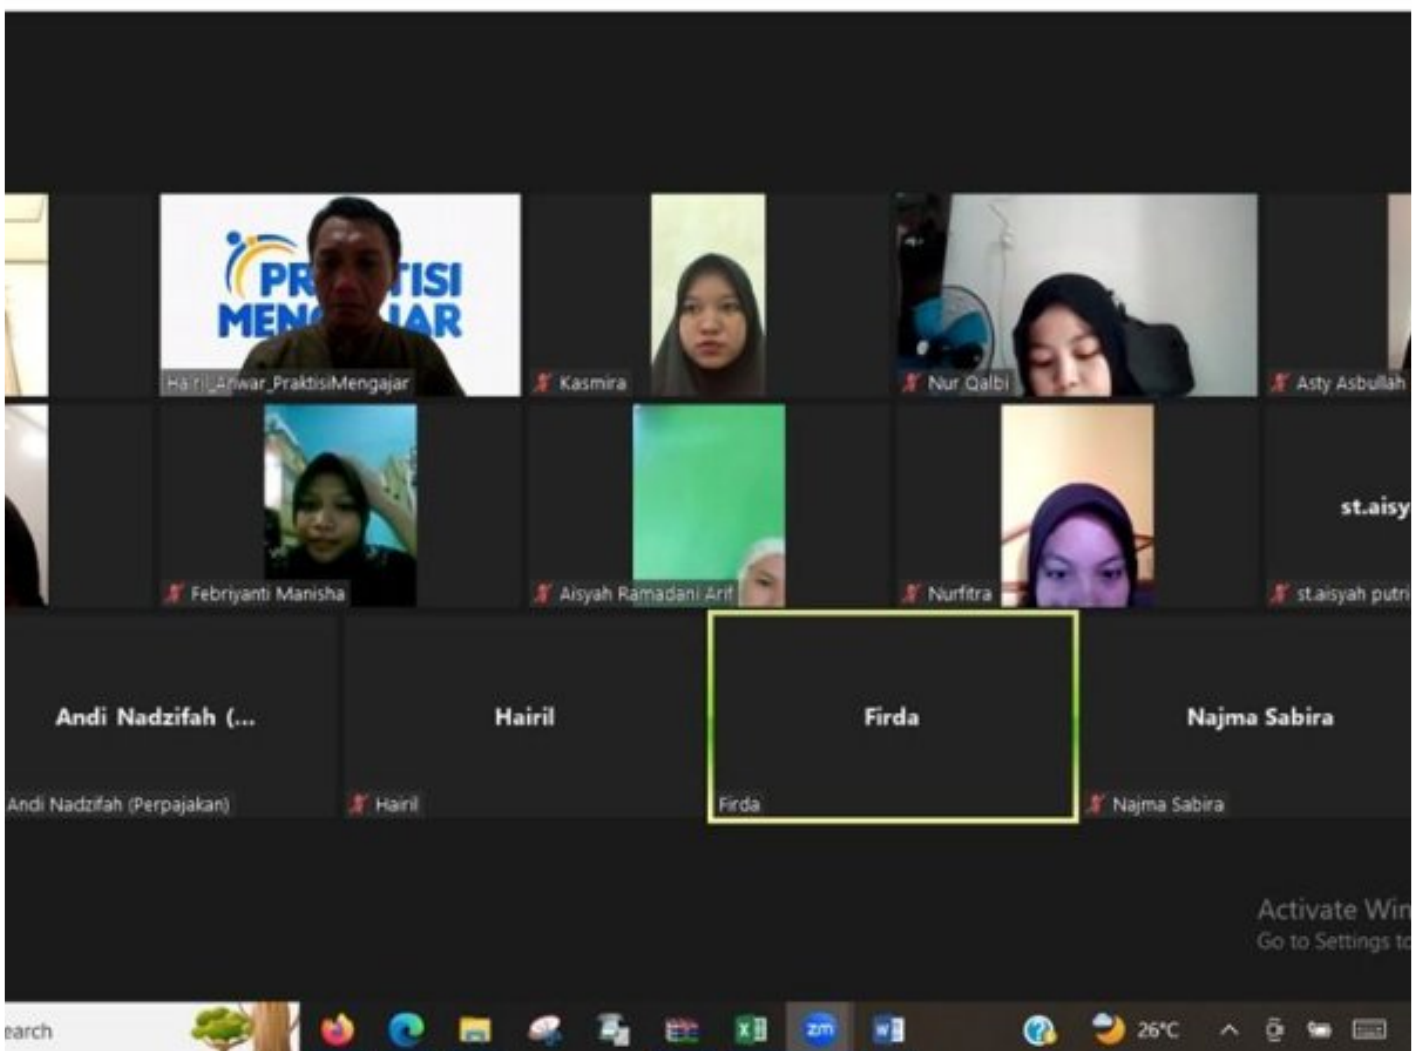 PR TISI
MEN JAR
Hairil_Anwar_PraktisiMengajar
Kasmira
Nur Qalbi
Asty Asbullah
st.aisy
Febriyanti Manisha
Aisyah Ramadani Arif
Nurfitra
st.aisyah putri
Andi Nadzifah (...
Hairil
Firda
Najma Sabira
Andi Nadzifah (Perpajakan)
Hairil
Firda
Najma Sabira
Activate Win
Go to Settings to
earch
zm
26°C